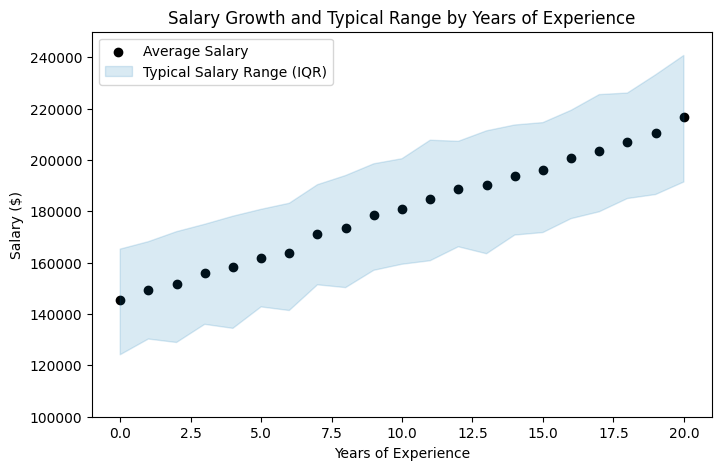 Salary Growth and Typical Range by Years of Experience
Average Salary
Typical Salary Range (IQR)
240000
220000
200000
180000
160000
140000
120000
100000
Salary ($)
0.0 2.5 5.0 7.5 10.0 12.5 15.0 17.5 20.0
Years of Experience